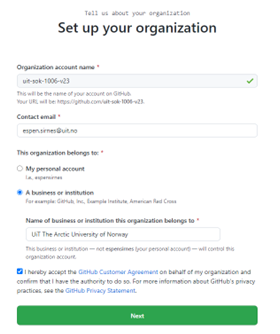 Tell us about your organization
Set up your organization
Organization account name *
uit-sok-1006-v23
This will be the name of your account on GitHub.
Your URL will be: https://github.com/uit-sok-1006-v23.
Contact email *
espen.sirnes@uit.no
This organization belongs to: *
My personal account
I.e., espensirnes
A business or institution
For example: GitHub, Inc., Example Institute, American Red Cross
Name of business or institution this organization belongs to *
UiT The Arctic University of Norway
This business or institution — not espensirnes (your personal account) — will control this
organization account.
I hereby accept the GitHub Customer Agreement on behalf of my organization and
confirm that I have the authority to do so. For more information about GitHub's privacy
practices, see the GitHub Privacy Statement.
Next